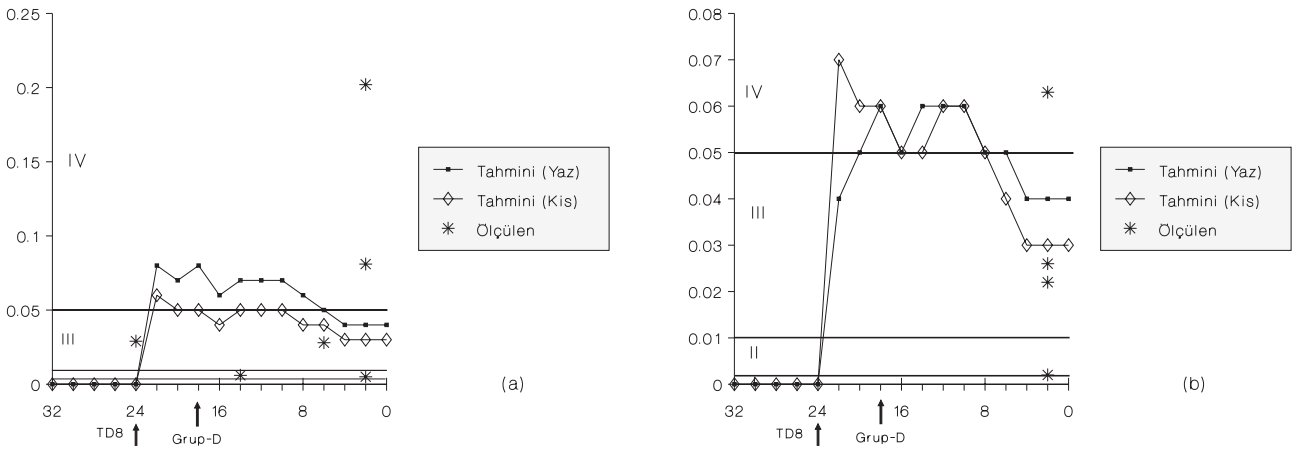 0.25
0.2
0.15
0.1
0.05
0
IV
III
32 24 16 8 0
TD8
Grup-D
Tahmini (Yaz)
Tahmini (Kis)
Ölçülen
(a)
0.08
0.07
0.06
0.05
0.04
0.03
0.02
0.01
0
IV
III
II
32 24 16 8 0
TD8
Grup-D
Tahmini (Yaz)
Tahmini (Kis)
Ölçülen
(b)